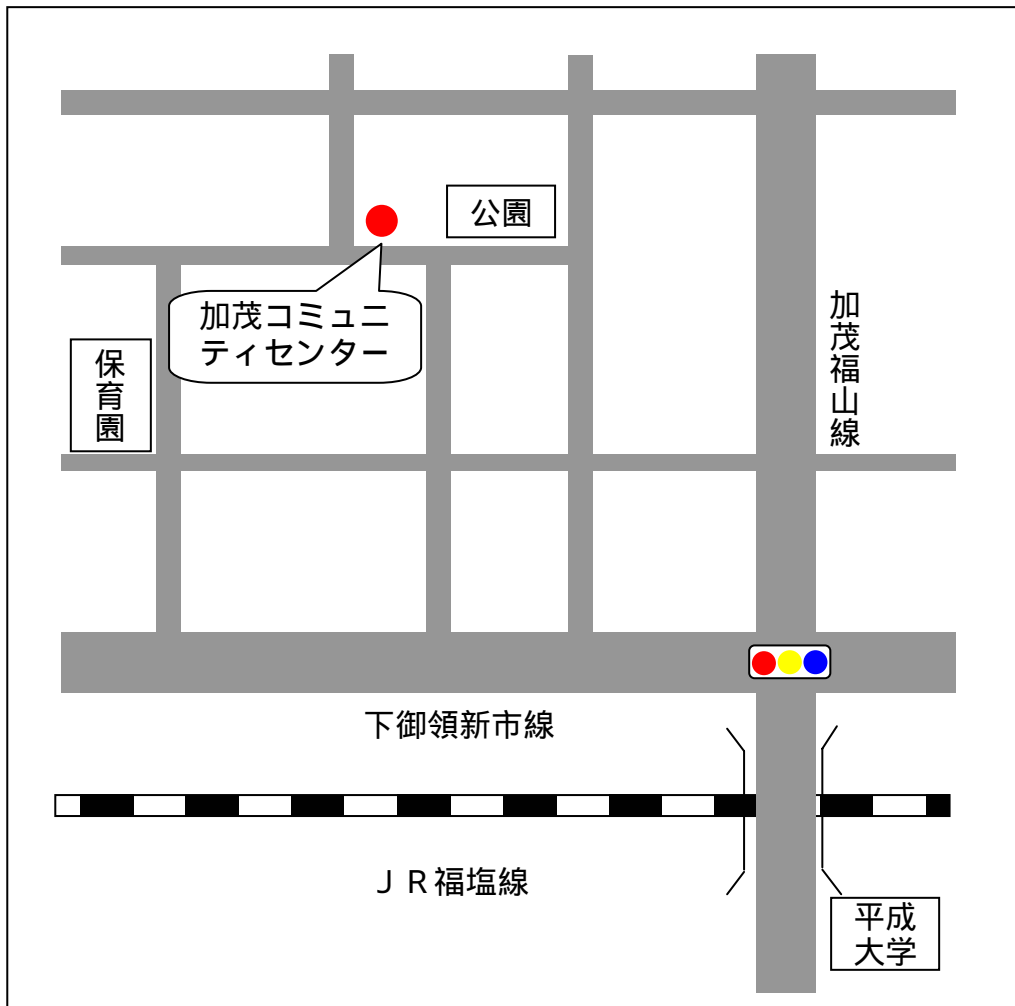 公園
加茂コミュニ
ティセンター
加茂福山線
保育園
下御領新市線
ＪＲ福塩線
平成
大学